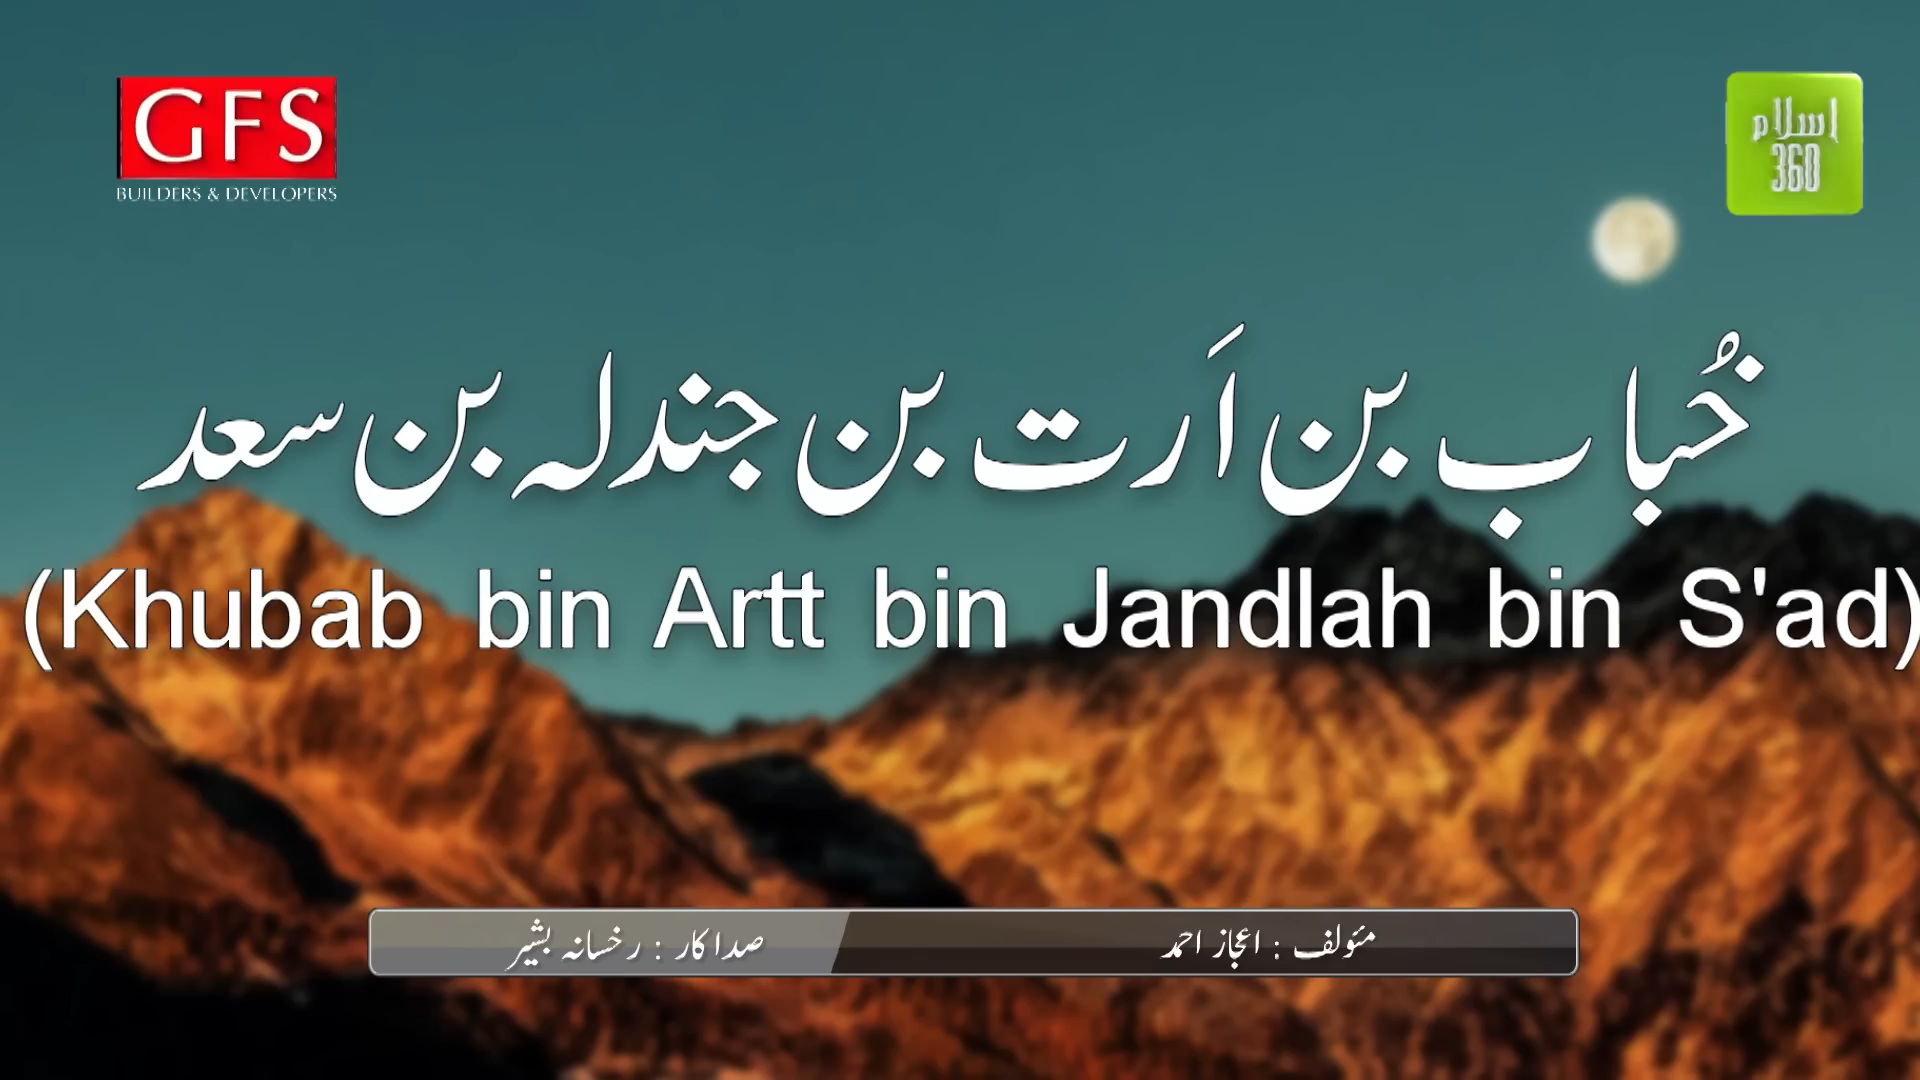 GFS
BUILDERS & DEVELOPERS
اسلام
360
خُباب بن اَرت بن جندلہ بن سعد
(Khubab bin Artt bin Jandlah bin S'ad)
مئولف : اعجاز احمد
صداکار : رخسانہ بشیر